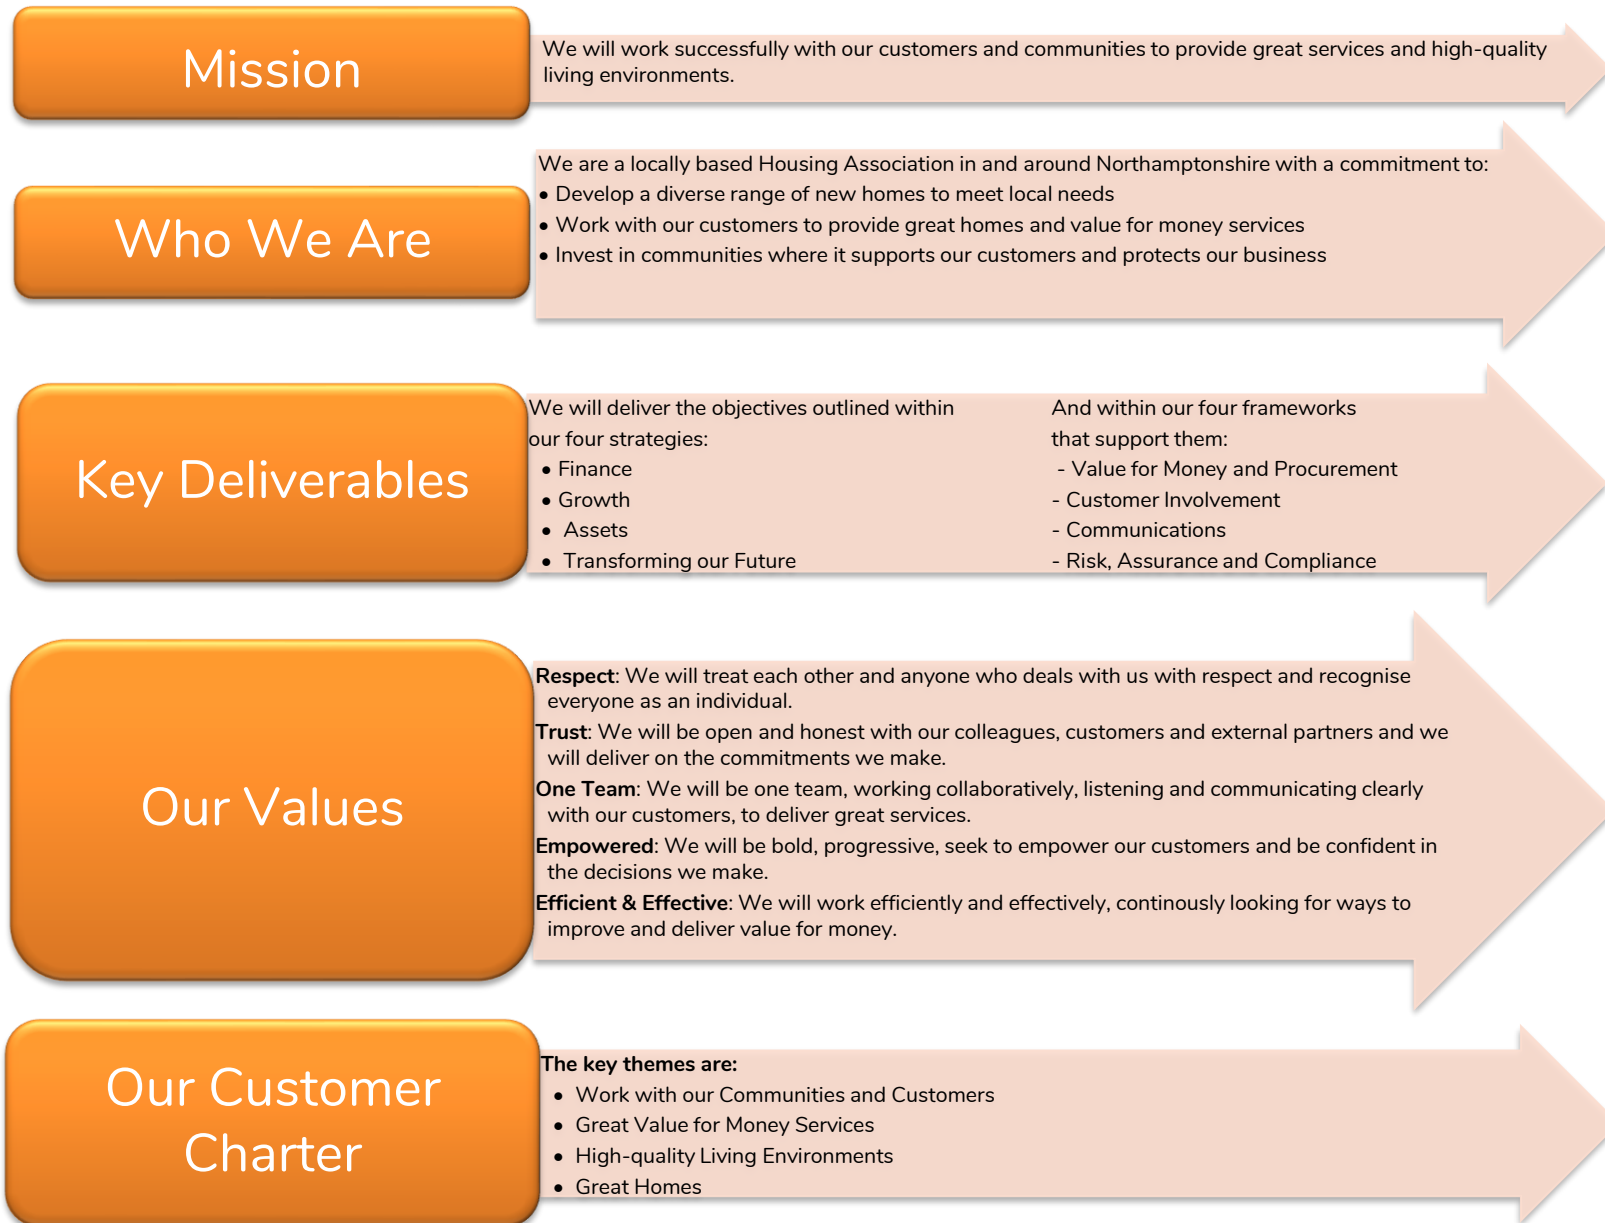 Mission
We will work successfully with our customers and communities to provide great services and high-quality
living environments.
Who We Are
We are a locally based Housing Association in and around Northamptonshire with a commitment to:
• Develop a diverse range of new homes to meet local needs
• Work with our customers to provide great homes and value for money services
• Invest in communities where it supports our customers and protects our business
Key Deliverables
We will deliver the objectives outlined within
our four strategies:
• Finance
• Growth
• Assets
• Transforming our Future
And within our four frameworks
that support them:
- Value for Money and Procurement
- Customer Involvement
- Communications
- Risk, Assurance and Compliance
Our Values
Respect: We will treat each other and anyone who deals with us with respect and recognise
everyone as an individual.
Trust: We will be open and honest with our colleagues, customers and external partners and we
will deliver on the commitments we make.
One Team: We will be one team, working collaboratively, listening and communicating clearly
with our customers, to deliver great services.
Empowered: We will be bold, progressive, seek to empower our customers and be confident in
the decisions we make.
Efficient & Effective: We will work efficiently and effectively, continously looking for ways to
improve and deliver value for money.
Our Customer
Charter
The key themes are:
• Work with our Communities and Customers
• Great Value for Money Services
• High-quality Living Environments
• Great Homes